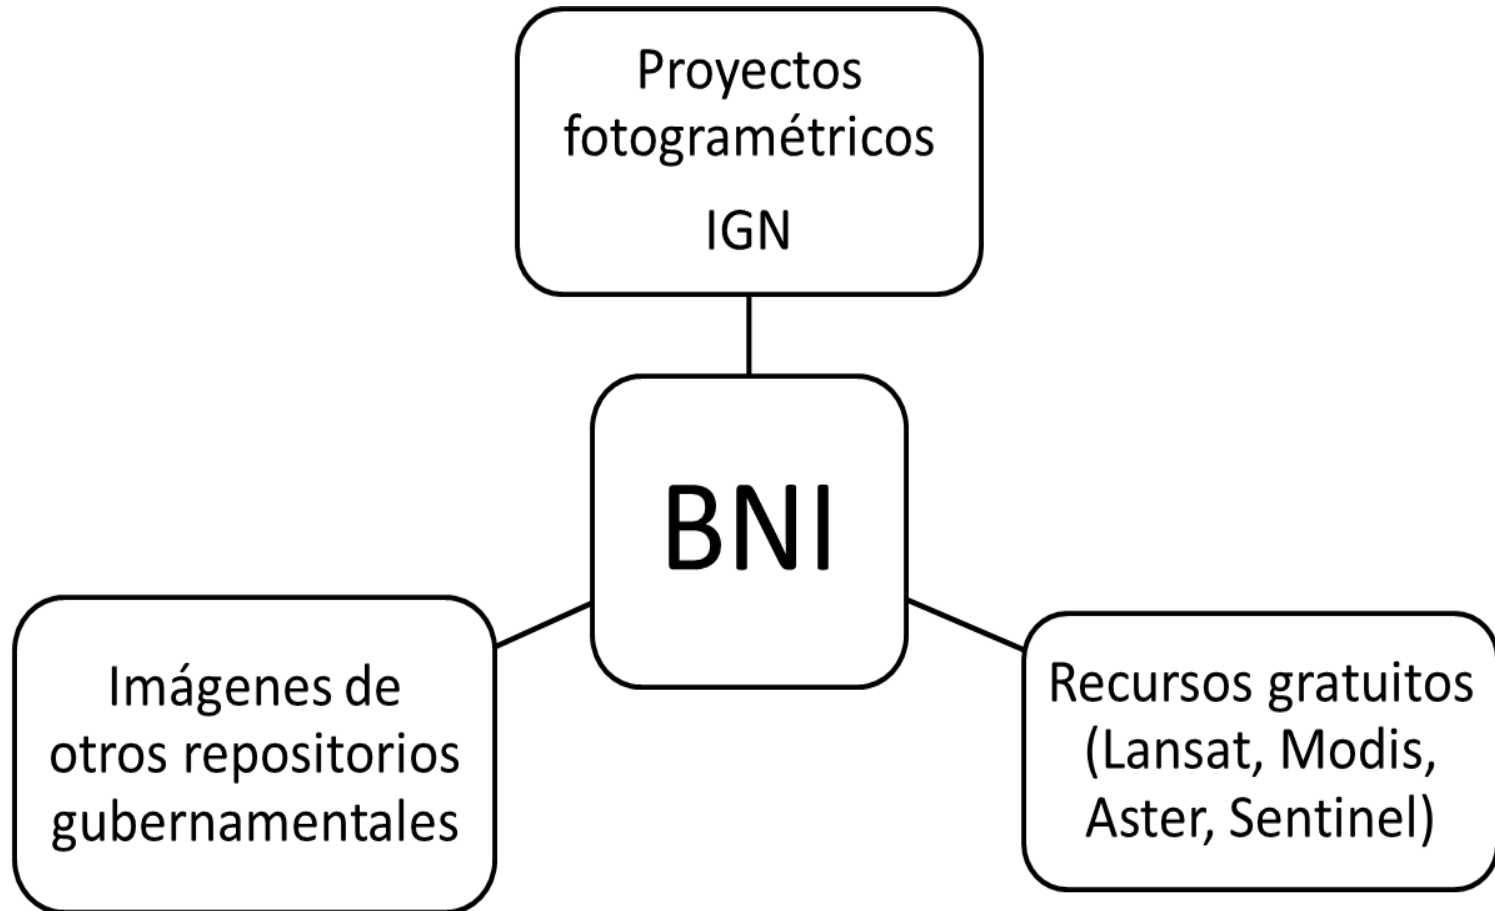 Proyectos
fotogramétricos
IGN
BNI
Imágenes de
otros repositorios
gubernamentales
Recursos gratuitos
(Lansat, Modis,
Aster, Sentinel)